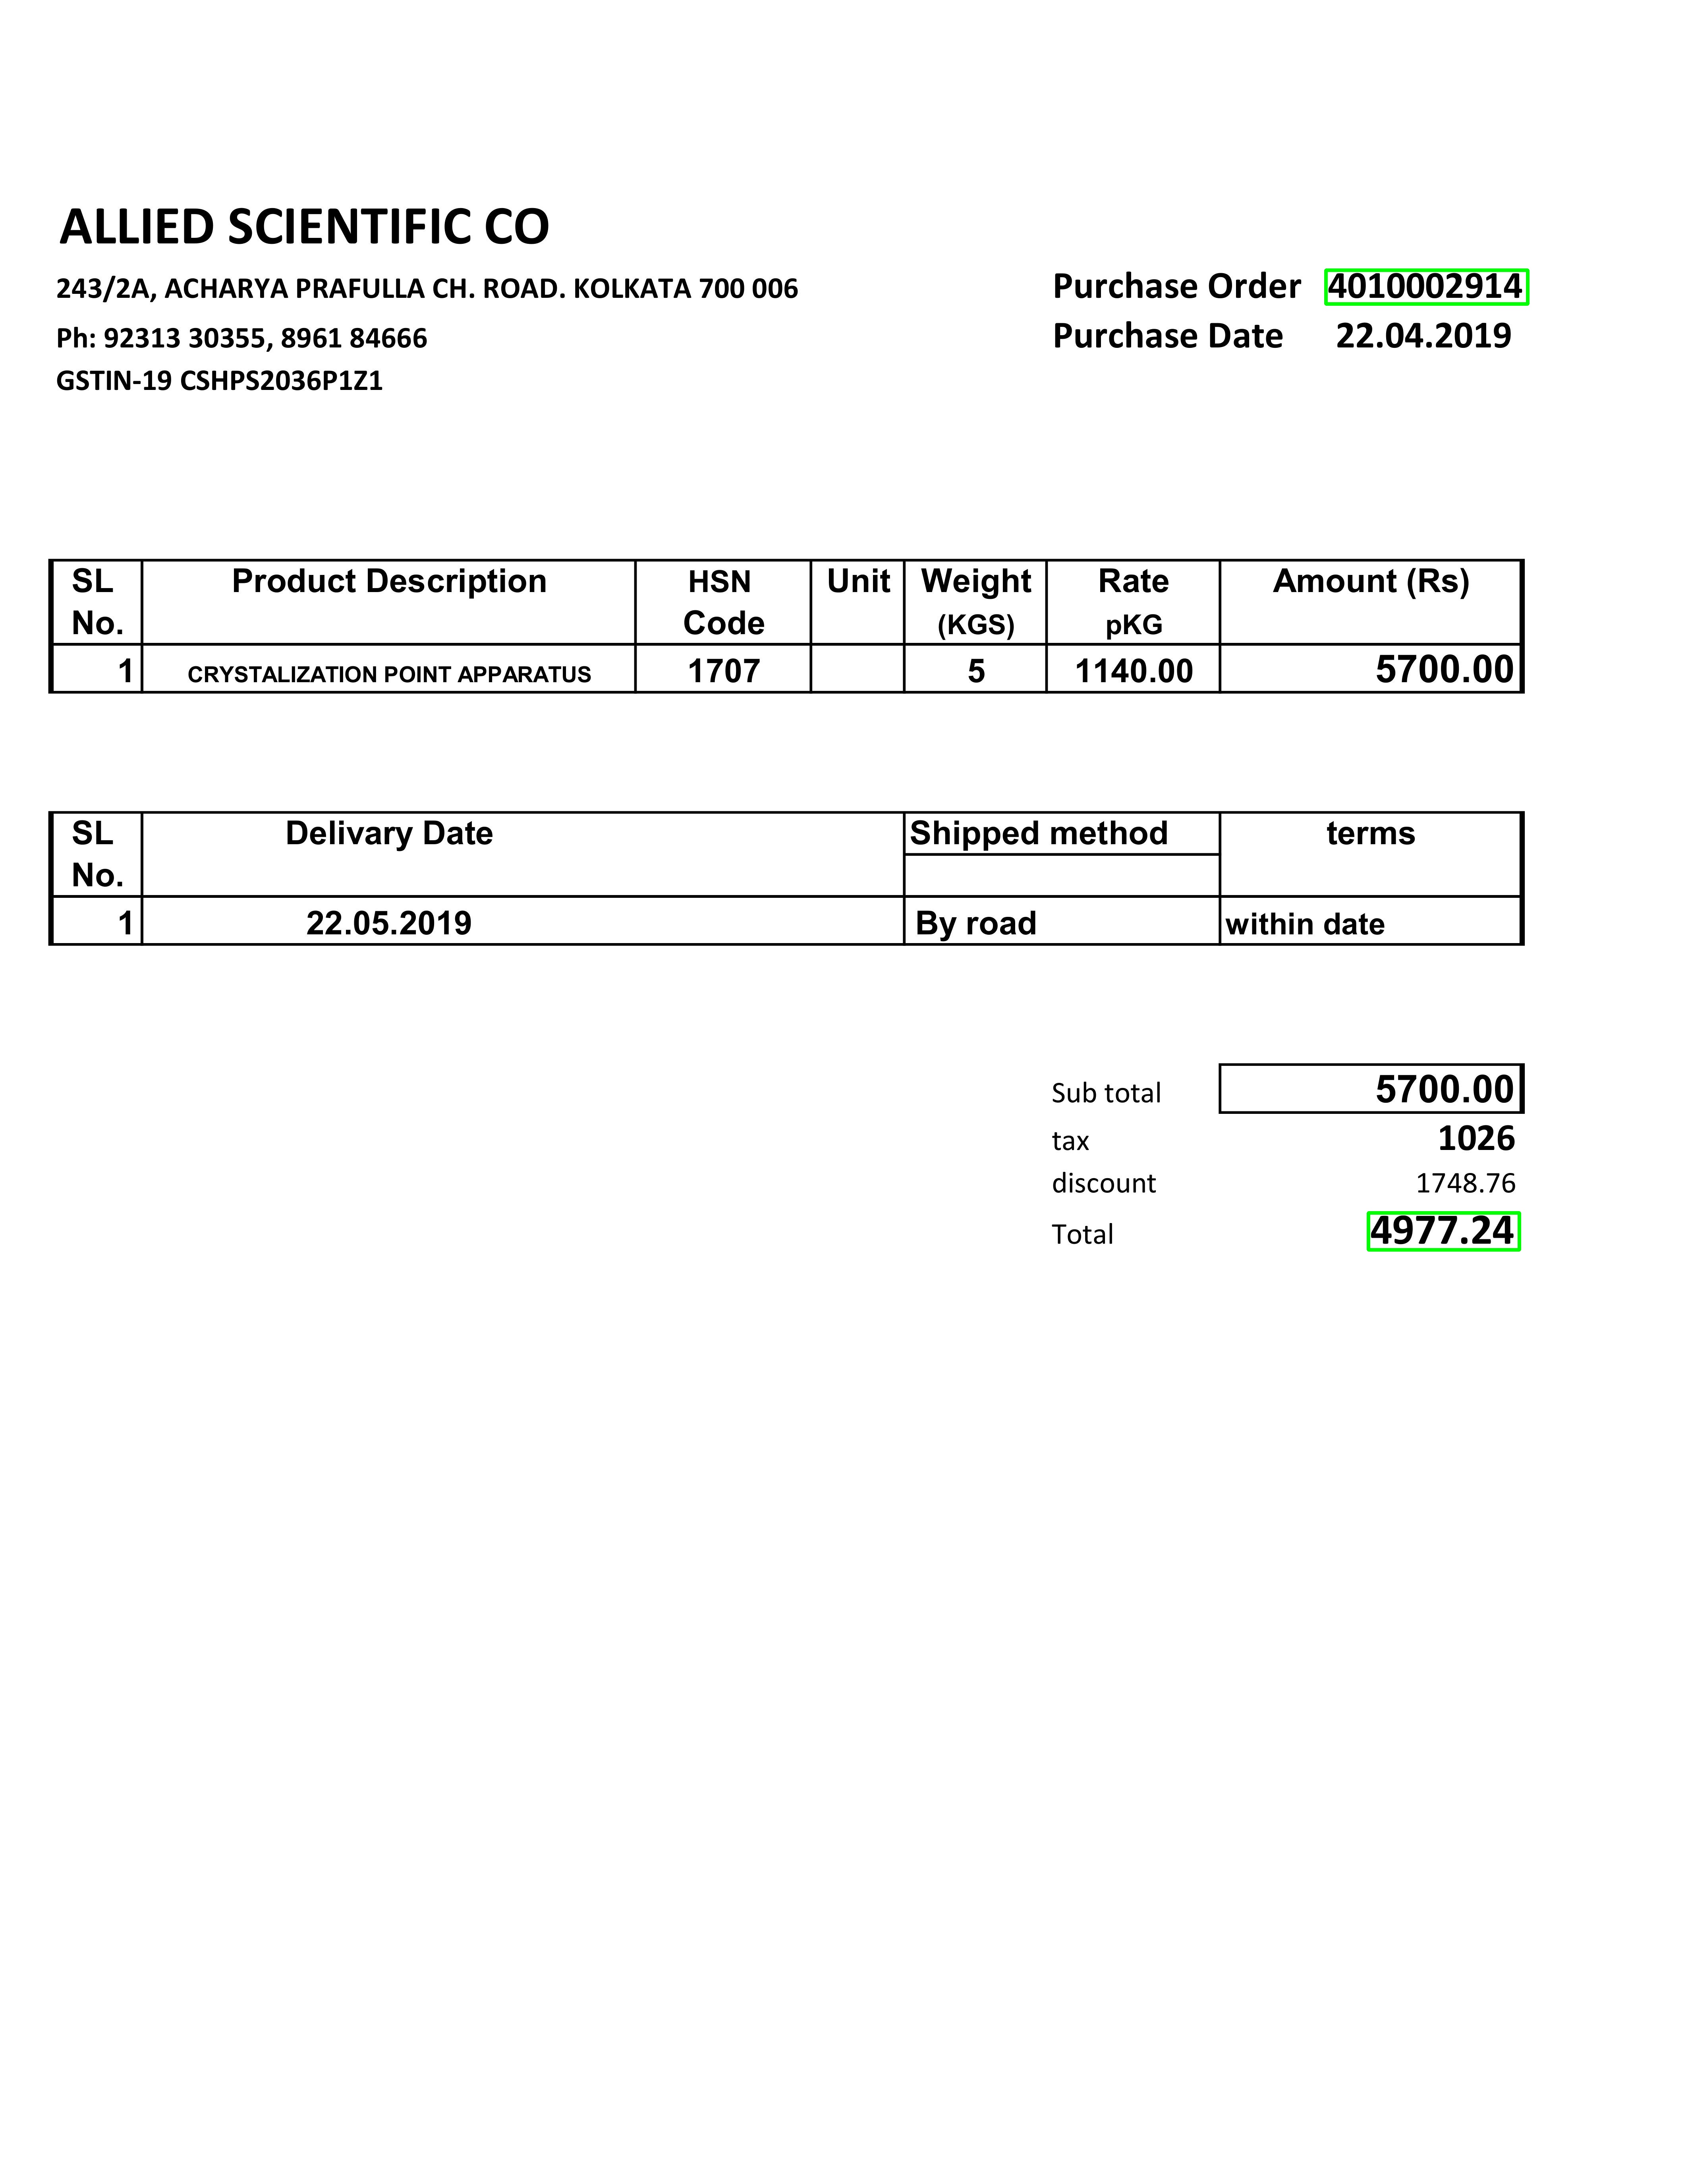 ALLIED SCIENTIFIC CO
243/2A, ACHARYA PRAFULLA CH. ROAD. KOLKATA 700 006
Purchase Order 4010002914
Ph: 92313 30355, 8961 84666
Purchase Date 22.04.2019
GSTIN-19 CSHPS2036P1Z1
SL No. Product Description HSN Code Unit Weight (KGS) Rate pKG Amount (Rs)
1 CRYSTALIZATION POINT APPARATUS 1707 5 1140.00 5700.00
SL No. Delivary Date Shipped method terms
1 22.05.2019 By road within date
Sub total 5700.00
tax 1026
discount 1748.76
Total 4977.24